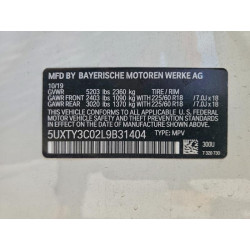 MFD BY BAYERISCHE MOTOREN WERKE AG
10/19
GVWR 5203 lbs 2360 kg TIRE / RIM
GAWR FRONT 2403 lbs 1090 kg WITH 225/60 R18 / 7.0J x 18
GAWR REAR 3020 lbs 1370 kg WITH 225/60 R18 / 7.0J x 18
THIS VEHICLE CONFORMS TO ALL APPLICABLE U.S. FEDERAL MOTOR VEHICLE SAFETY, BUMPER, AND THEFT PREVENTION STANDARDS IN EFFECT ON THE DATE OF MANUFACTURE SHOWN ABOVE.
5UXTY3C02L9B31404 TYPE: MPV
300U